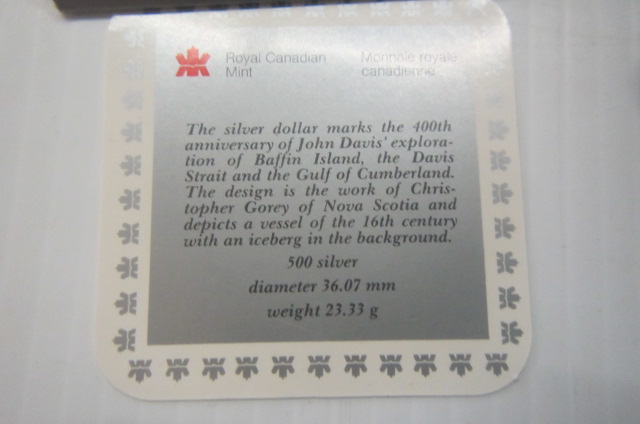 Royal Canadian
Mint
Monnaie royale
canadienne
The silver dollar marks the 400th
anniversary of John Davis' explora-
tion of Baffin Island, the Davis
Strait and the Gulf of Cumberland.
The design is the work of Chris-
topher Gorey of Nova Scotia and
depicts a vessel of the 16th century
with an iceberg in the background.
500 silver
diameter 36.07 mm
weight 23.33 g